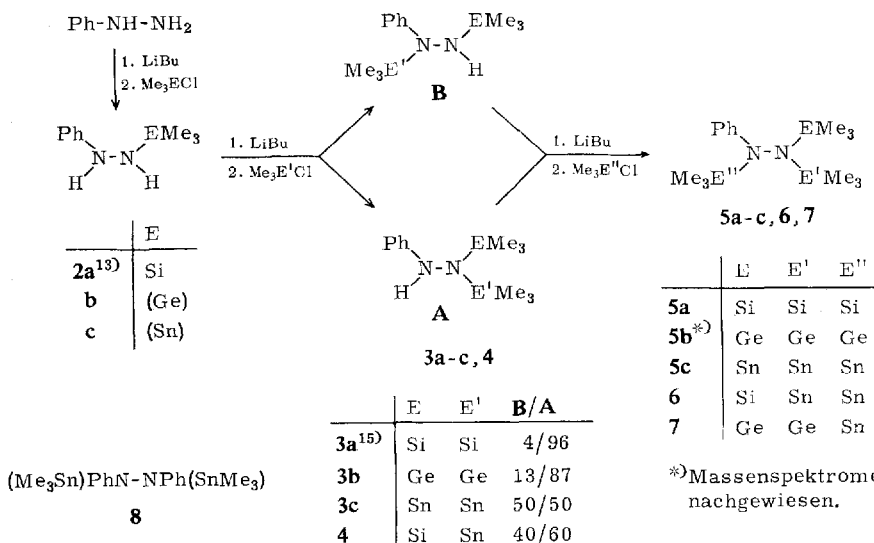 Ph-NH-NH₂
1. LiBu
2. Me₃ECl
Ph EMe₃
N-N
H H
E
2a¹³⁾ Si
b (Ge)
c (Sn)
1. LiBu
2. Me₃E'Cl
Ph EMe₃
N-N
Me₃E' H
B
Ph EMe₃
N-N
H E'Me₃
A
3a-c, 4
E E' B/A
3a¹⁵⁾ Si Si 4/96
3b Ge Ge 13/87
3c Sn Sn 50/50
4 Si Sn 40/60
1. LiBu
2. Me₃E''Cl
Ph EMe₃
N-N
Me₃E'' E'Me₃
5a-c, 6, 7
E E' E''
5a Si Si Si
5b*⁾ Ge Ge Ge
5c Sn Sn Sn
6 Si Sn Sn
7 Ge Ge Sn
*⁾Massenspektrome
nachgewiesen.
(Me₃Sn)PhN-NPh(SnMe₃)
8